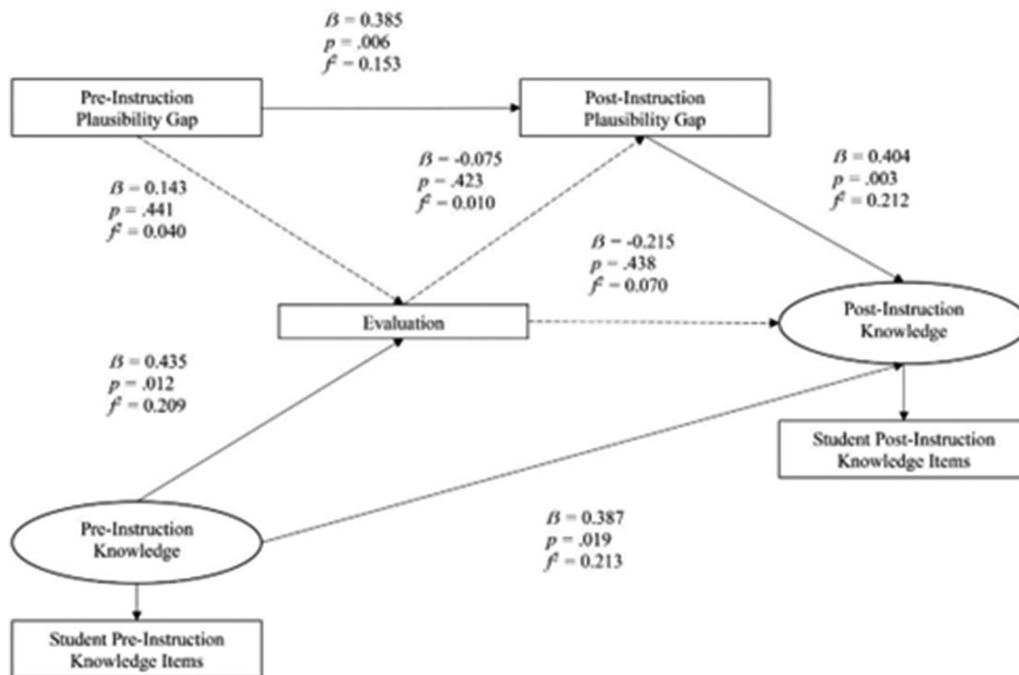 ß = 0.385
p = .006
f² = 0.153
Pre-Instruction
Plausibility Gap
Post-Instruction
Plausibility Gap
ß = 0.143
p = .441
f² = 0.040
ß = -0.075
p = .423
f² = 0.010
ß = 0.404
p = .003
f² = 0.212
ß = -0.215
p = .438
f² = 0.070
Evaluation
Post-Instruction
Knowledge
ß = 0.435
p = .012
f² = 0.209
Student Post-Instruction
Knowledge Items
Pre-Instruction
Knowledge
ß = 0.387
p = .019
f² = 0.213
Student Pre-Instruction
Knowledge Items